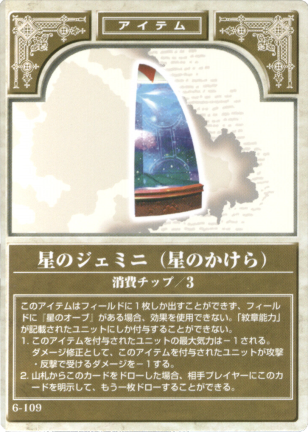 アイテム
星のジェミニ（星のかけら）
消費チップ／3
このアイテムはフィールドに１枚しか出すことができず、フィール
ドに「星のオーブ」がある場合、効果を使用できない。「紋章能力」
が記載されたユニットにしか付与することができない。
1. このアイテムを付与されたユニットの最大気力は－１される。
ダメージ修正として、このアイテムを付与されたユニットが攻撃
・反撃で受けるダメージを－１する。
2. 山札からこのカードをドローした場合、相手プレイヤーにこのカー
ドを明示して、もう一枚ドローすることができる。
6-109